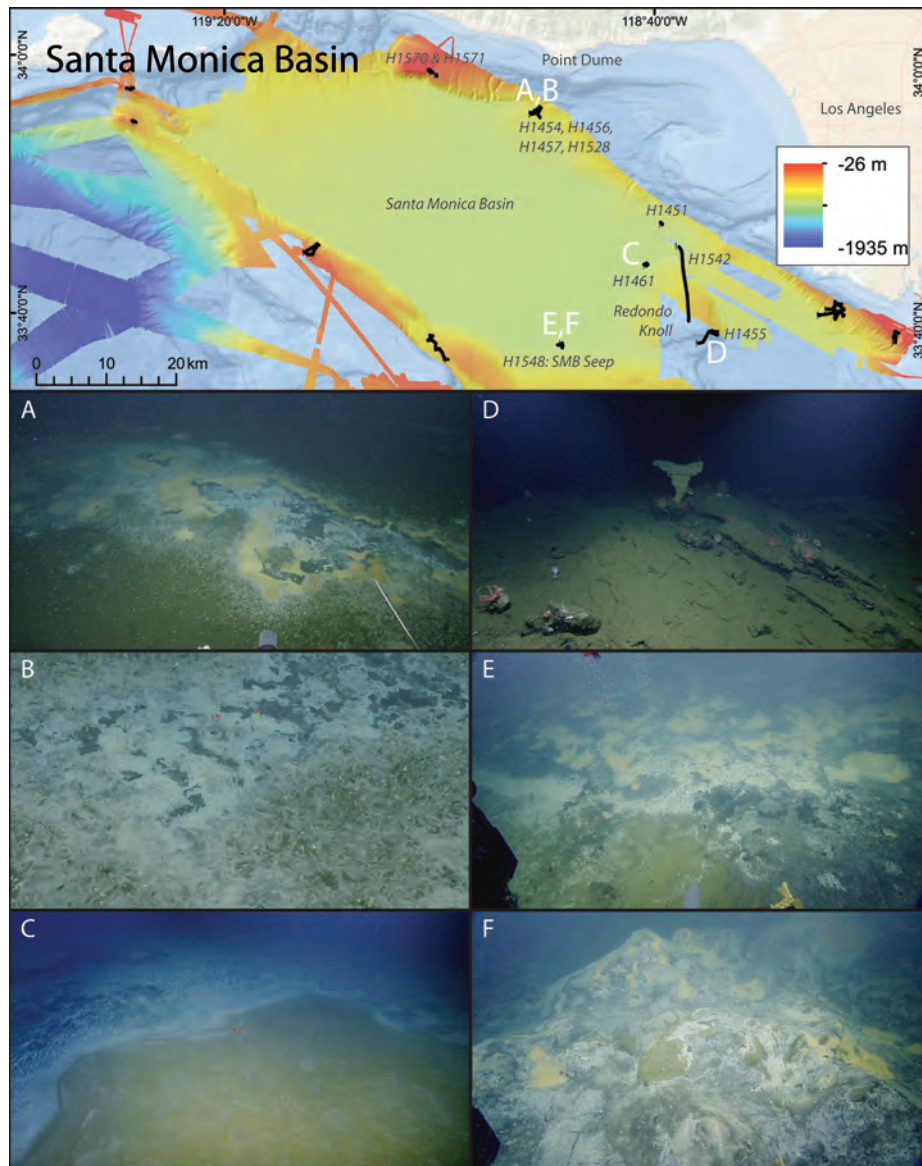 119°20'0"W
118°40'0"W
Santa Monica Basin
34°0'0"N
34°0'0"N
H1570 & H1571
Point Dume
A,B
Los Angeles
H1454, H1456,
H1457, H1528
-26 m
-1935 m
Santa Monica Basin
H1451
C
H1542
H1461
33°40'0"N
33°40'0"N
Redondo
Knoll
E,F
H1455
D
H1548: SMB Seep
0
10
20 km
A
D
B
E
C
F